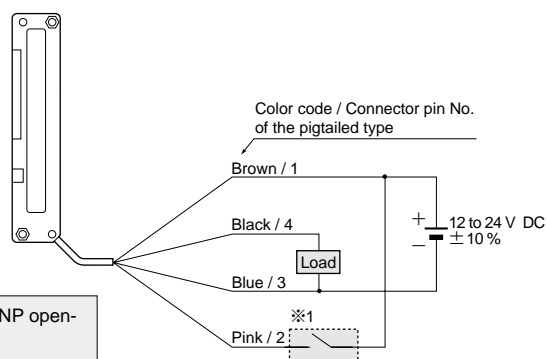 Color code / Connector pin No.
of the pigtailed type
Brown / 1
Black / 4
+
12 to 24 V DC
−
± 10 %
Load
Blue / 3
NP open-
※1
Pink / 2